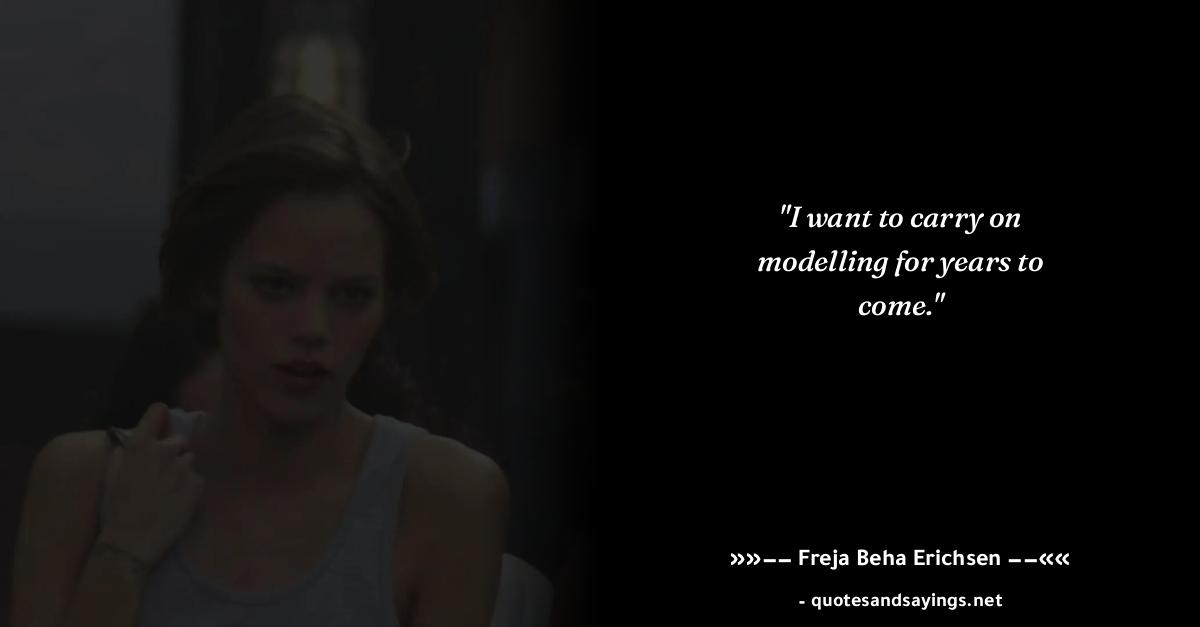 "I want to carry on
modelling for years to
come."
»»–– Freja Beha Erichsen ––««
- quotesandsayings.net